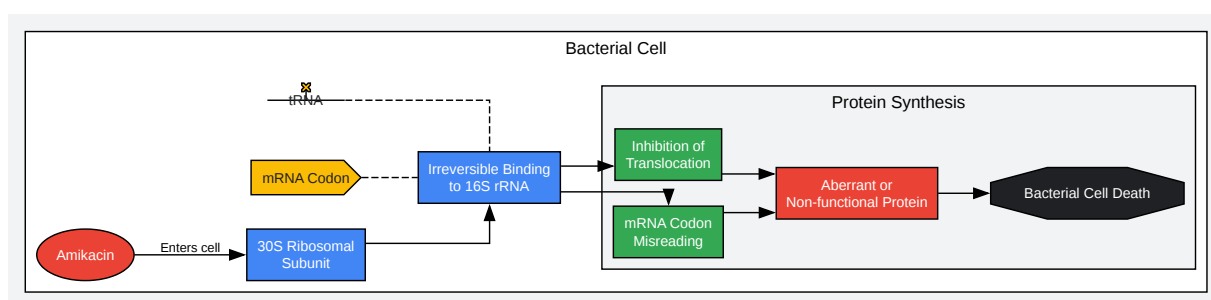 Bacterial Cell
Protein Synthesis
tRNA
Inhibition of
Translocation
mRNA Codon
Irreversible Binding
to 16S rRNA
Aberrant or
Non-functional Protein
Bacterial Cell Death
mRNA Codon
Misreading
Amikacin
Enters cell
30S Ribosomal
Subunit